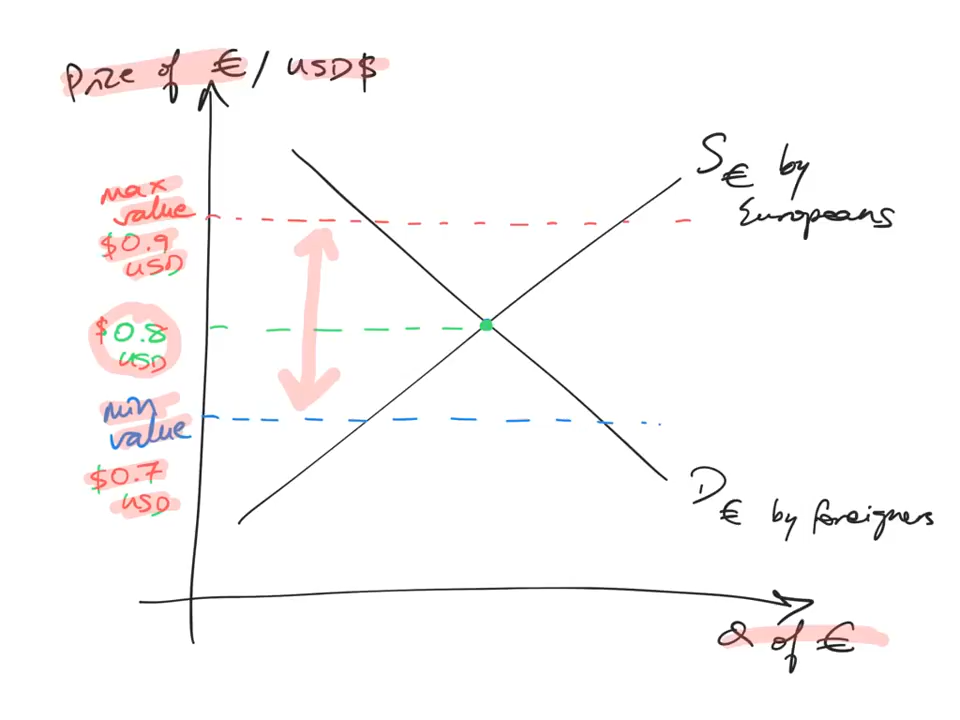 Price of € / USD$
max
value
$0.9
USD
$0.8
USD
min
value
$0.7
USD
S€ by
Europeans
D€ by foreigners
Q of €